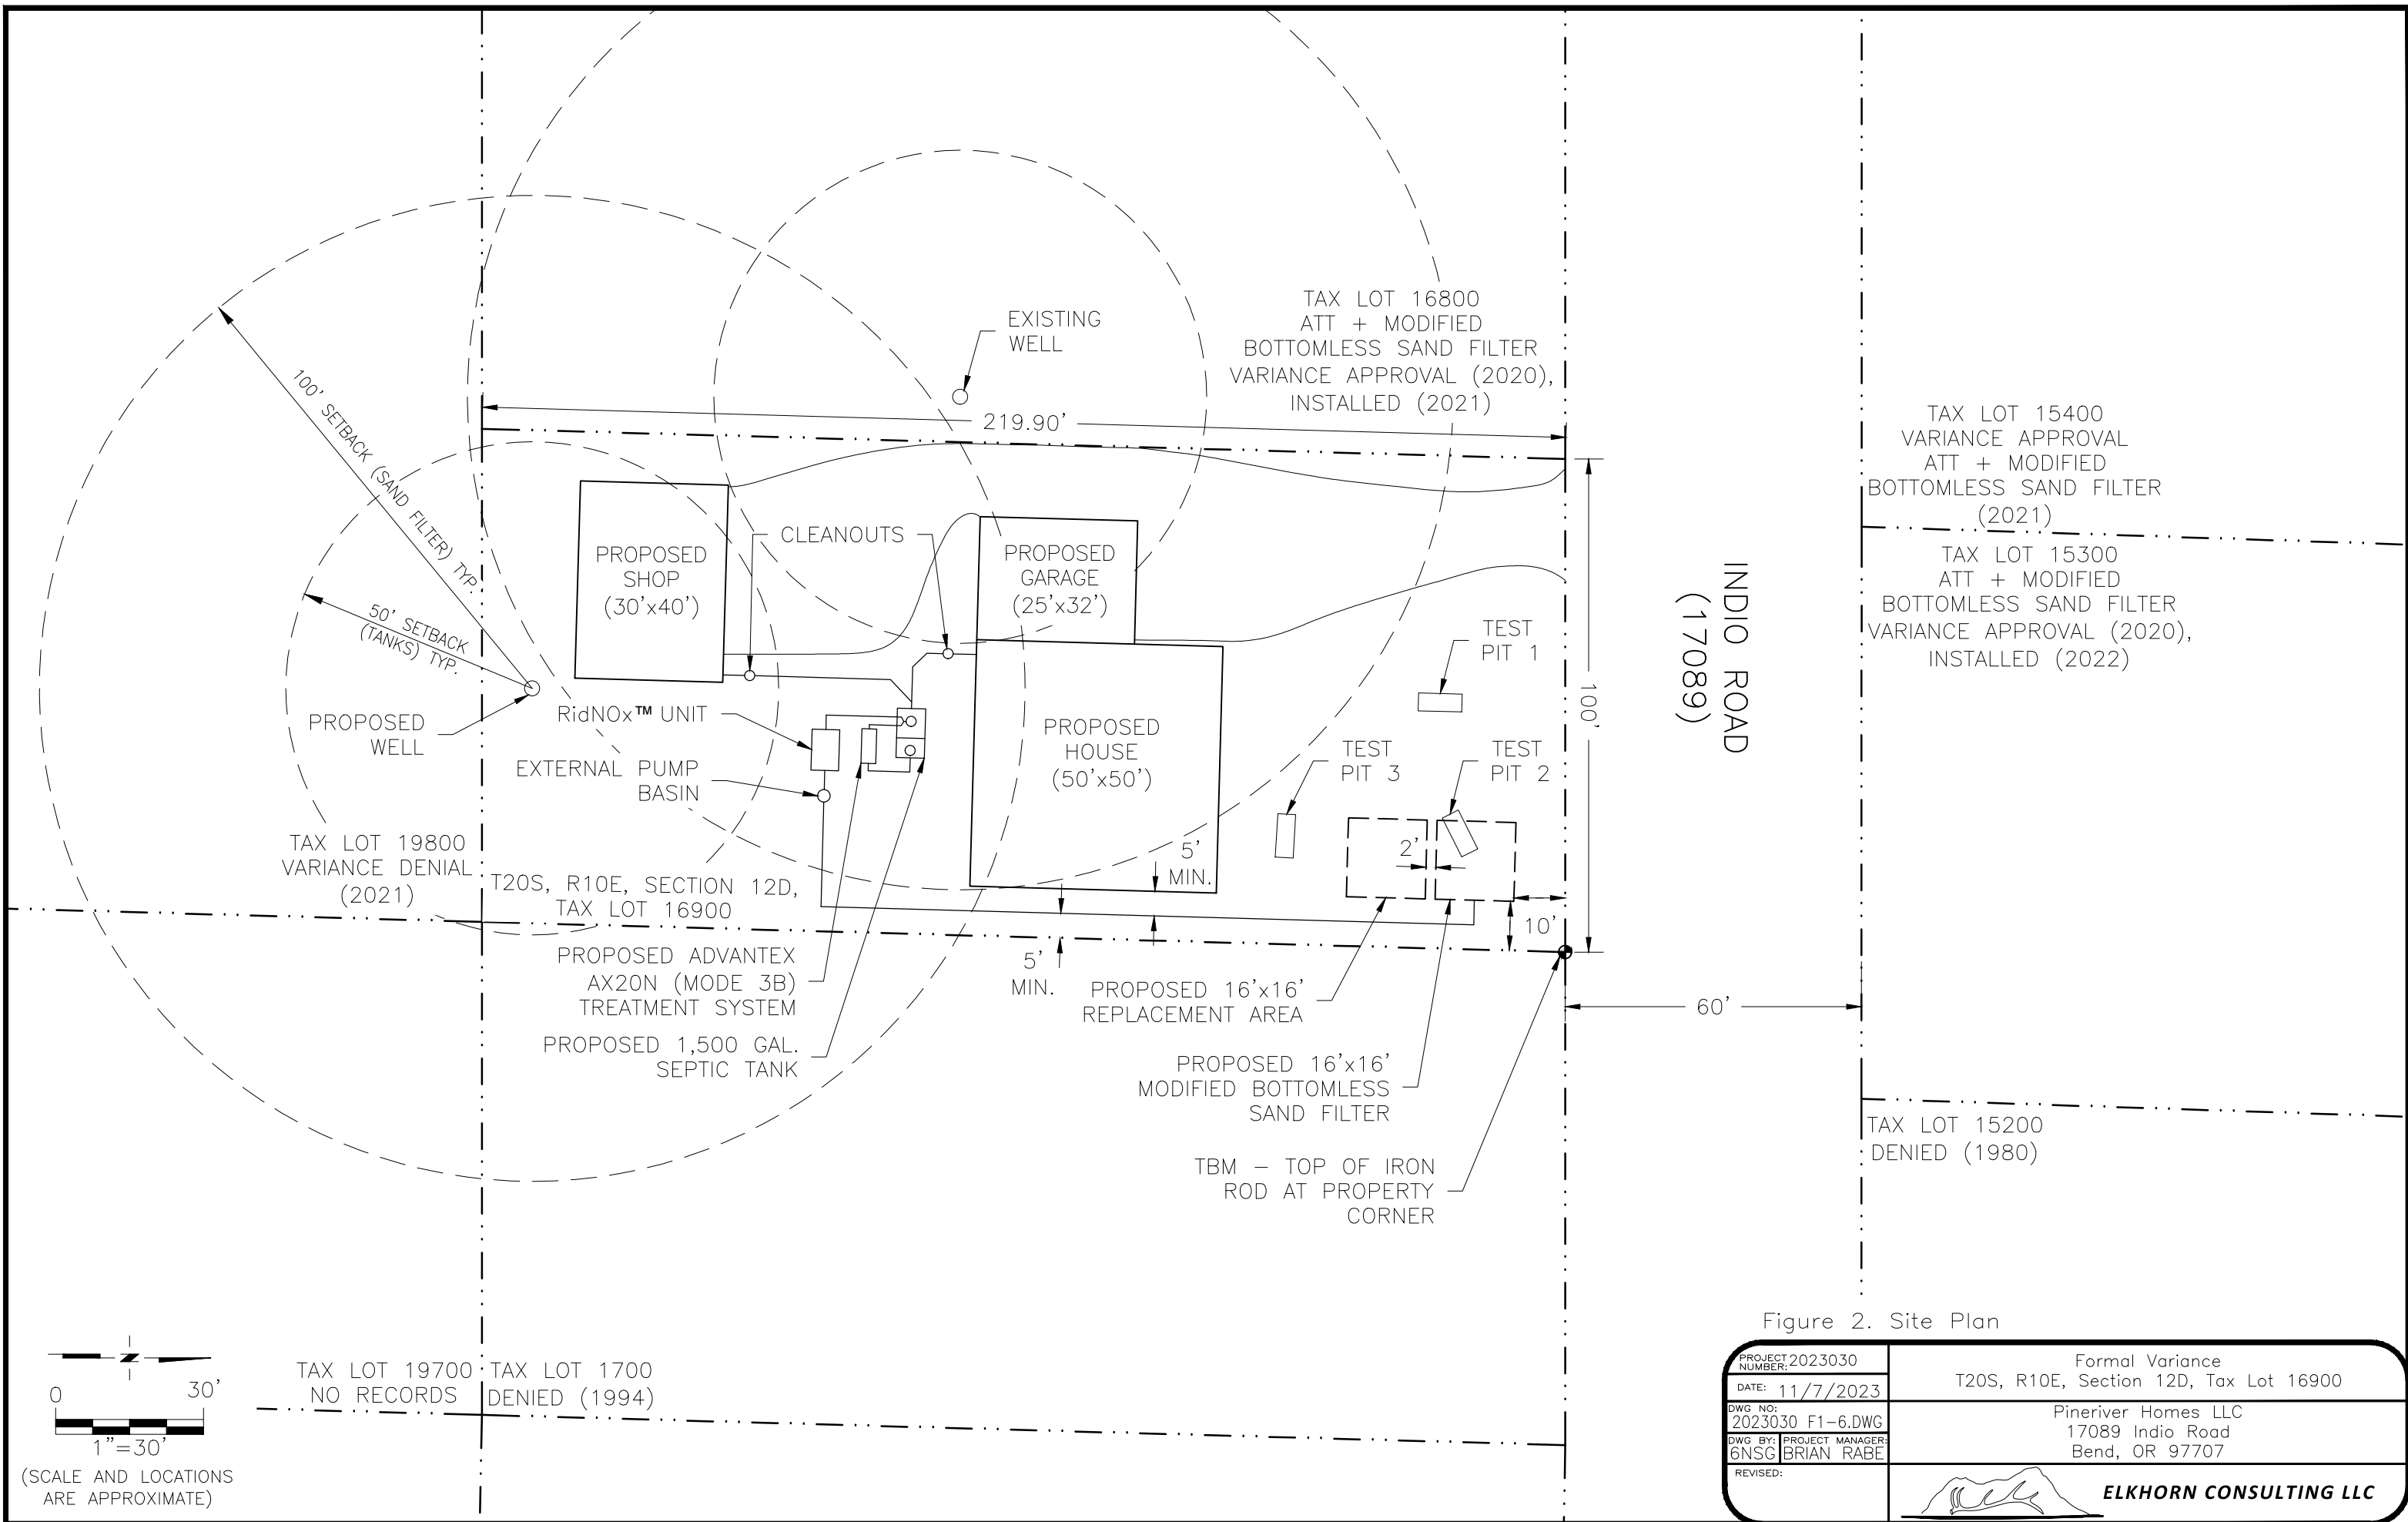 EXISTING
WELL
TAX LOT 16800
ATT + MODIFIED
BOTTOMLESS SAND FILTER
VARIANCE APPROVAL (2020),
INSTALLED (2021)
219.90'
100' SETBACK (SAND FILTER) TYP.
50' SETBACK
(TANKS) TYP.
PROPOSED
WELL
PROPOSED
SHOP
(30'x40')
CLEANOUTS
PROPOSED
GARAGE
(25'x32')
PROPOSED
HOUSE
(50'x50')
RidNOx™ UNIT
EXTERNAL PUMP
BASIN
TEST
PIT 1
TEST
PIT 3
TEST
PIT 2
100'
INDIO ROAD
(17089)
TAX LOT 15400
VARIANCE APPROVAL
ATT + MODIFIED
BOTTOMLESS SAND FILTER
(2021)
TAX LOT 15300
ATT + MODIFIED
BOTTOMLESS SAND FILTER
VARIANCE APPROVAL (2020),
INSTALLED (2022)
TAX LOT 19800
VARIANCE DENIAL
(2021)
T20S, R10E, SECTION 12D,
TAX LOT 16900
5'
MIN.
2'
10'
5'
MIN.
PROPOSED ADVANTEX
AX20N (MODE 3B)
TREATMENT SYSTEM
PROPOSED 1,500 GAL.
SEPTIC TANK
PROPOSED 16'x16'
REPLACEMENT AREA
PROPOSED 16'x16'
MODIFIED BOTTOMLESS
SAND FILTER
60'
TBM – TOP OF IRON
ROD AT PROPERTY
CORNER
TAX LOT 15200
DENIED (1980)
TAX LOT 19700
NO RECORDS
TAX LOT 1700
DENIED (1994)
Z
0 30'
1"=30'
(SCALE AND LOCATIONS
ARE APPROXIMATE)
Figure 2. Site Plan
PROJECT NUMBER: 2023030
DATE: 11/7/2023
DWG NO:
2023030 F1-6.DWG
DWG BY:
6NSG
PROJECT MANAGER:
BRIAN RABE
REVISED:
Formal Variance
T20S, R10E, Section 12D, Tax Lot 16900
Pineriver Homes LLC
17089 Indio Road
Bend, OR 97707
ELKHORN CONSULTING LLC